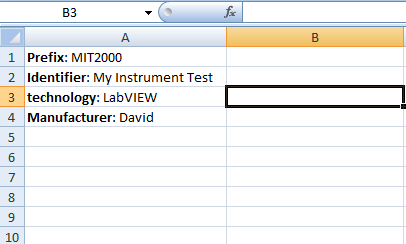 B3 fx
A B
1 Prefix: MIT2000
2 Identifier: My Instrument Test
3 technology: LabVIEW
4 Manufacturer: David
5
6
7
8
9
10